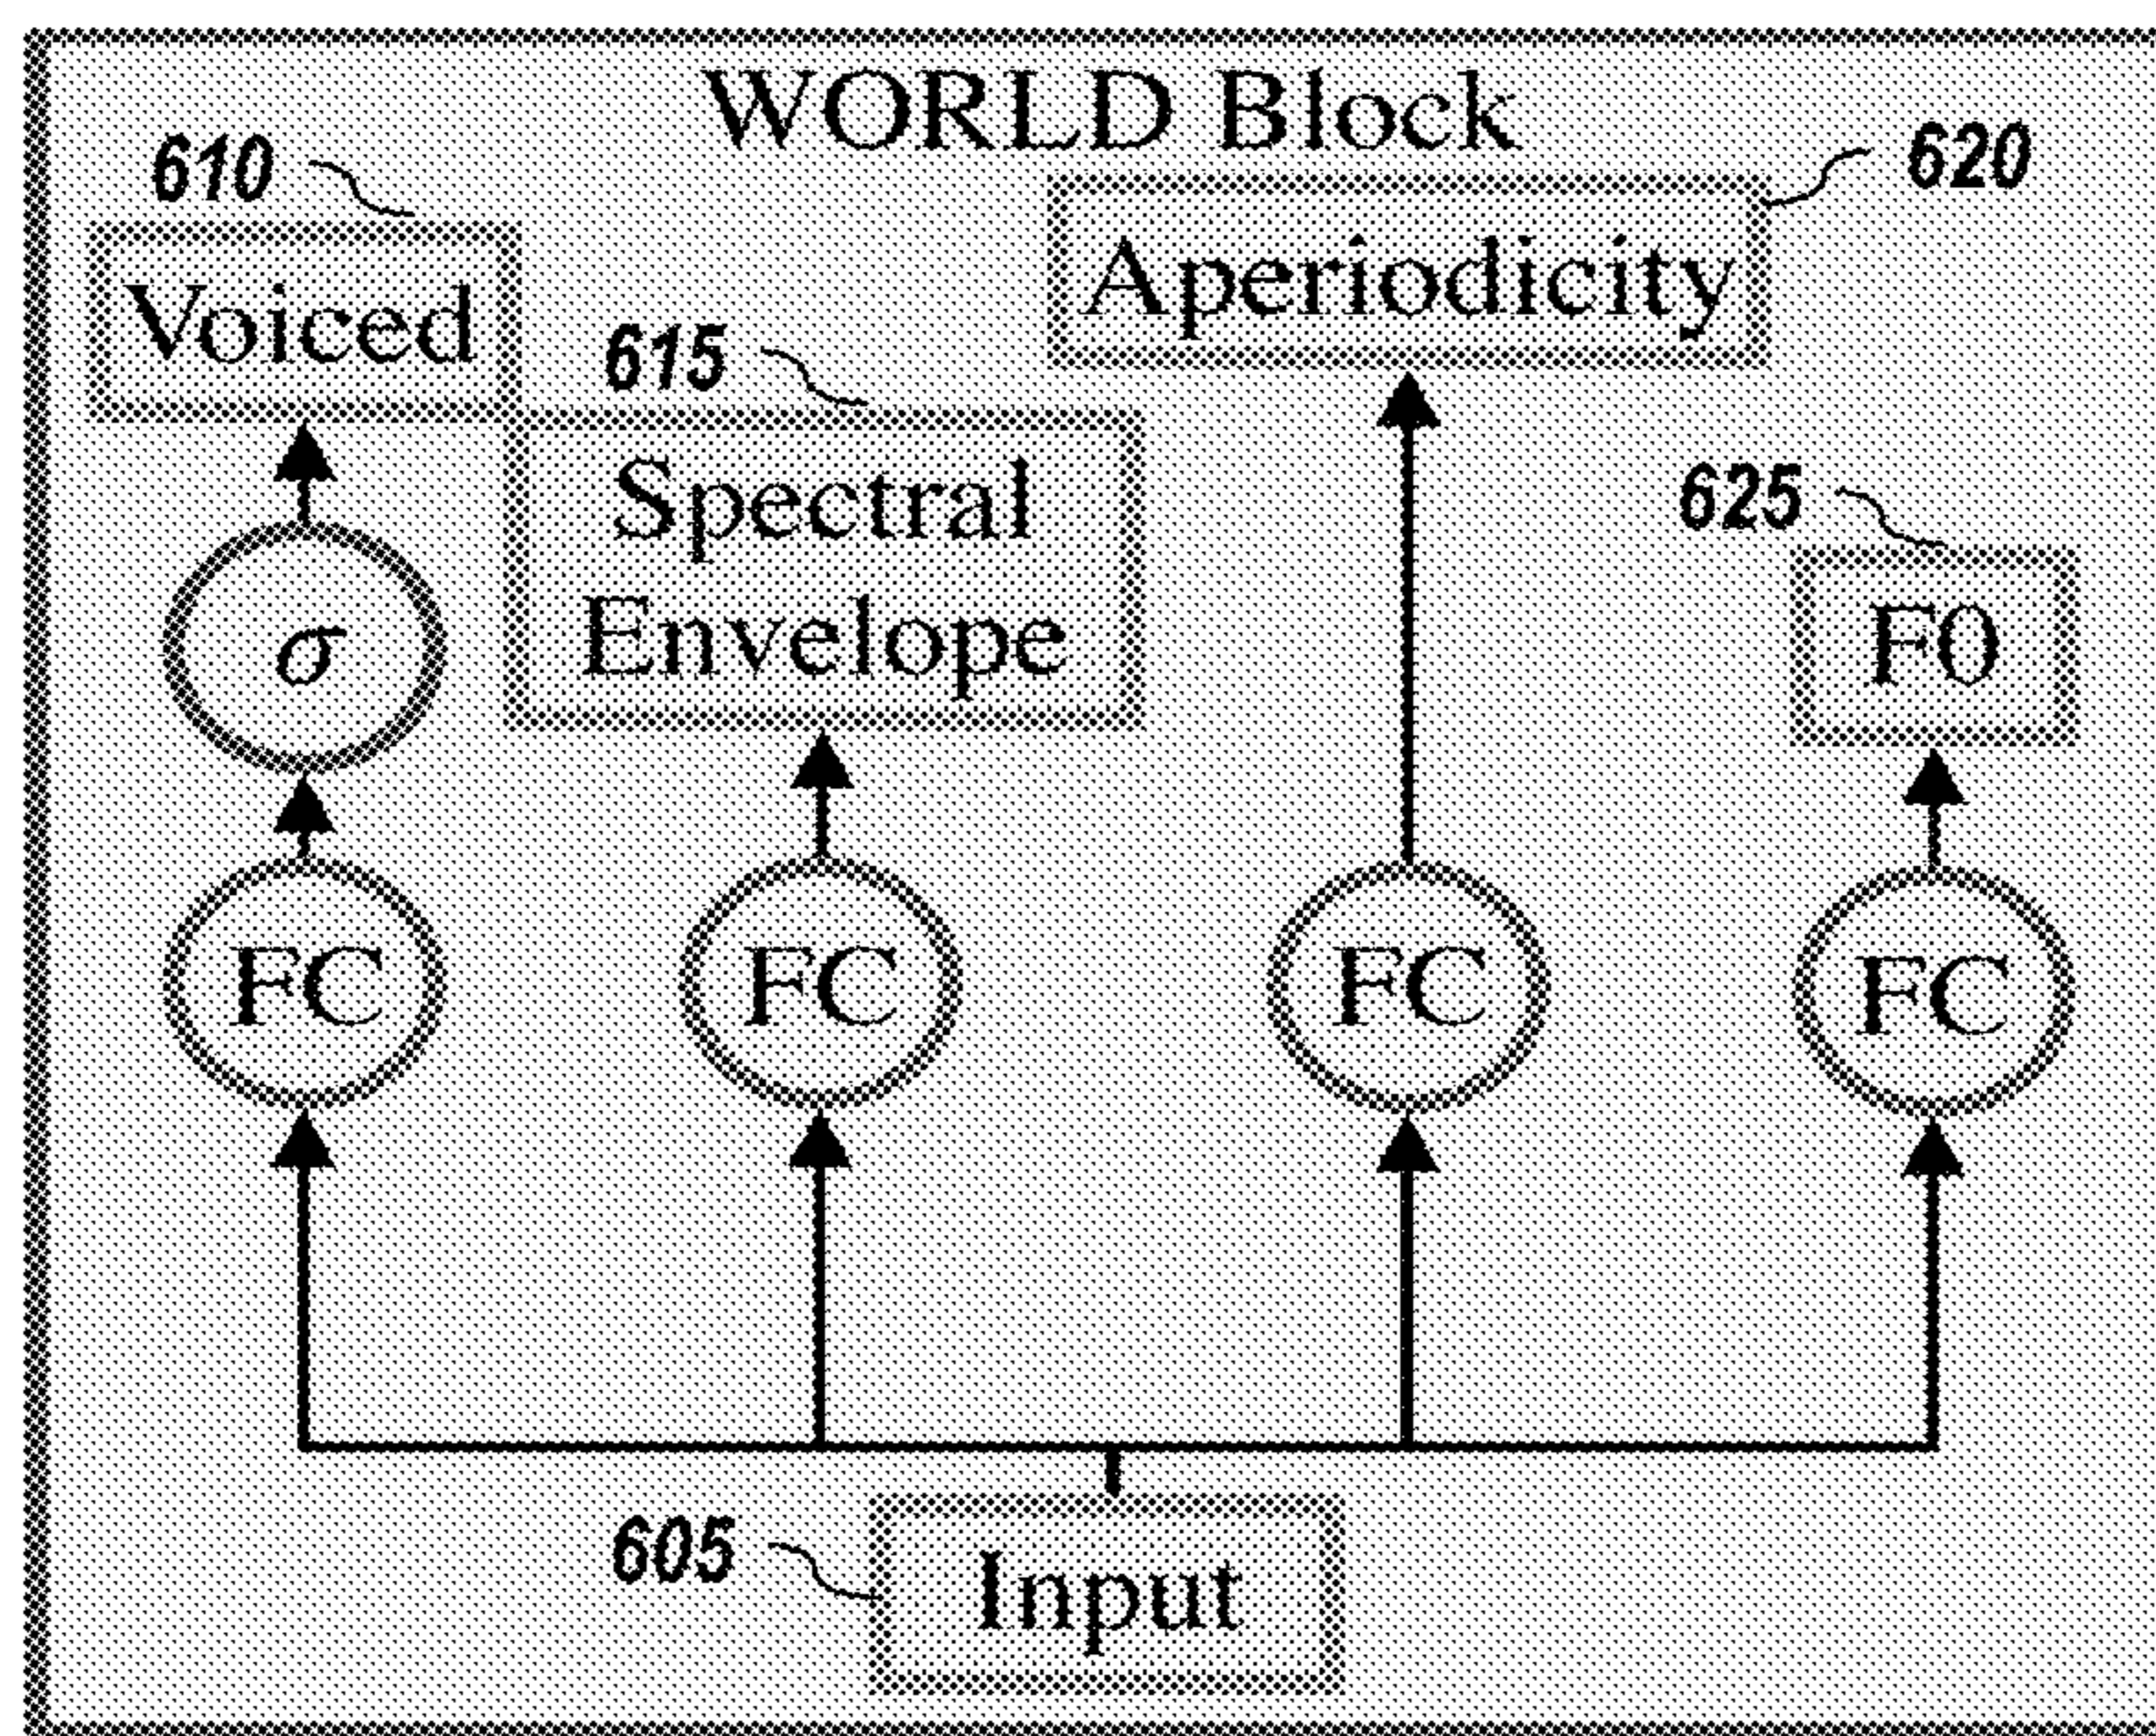 WORLD Block
610
620
Voiced
Aperiodicity
615
Spectral
Envelope
625
F0
σ
FC
FC
FC
FC
605
Input